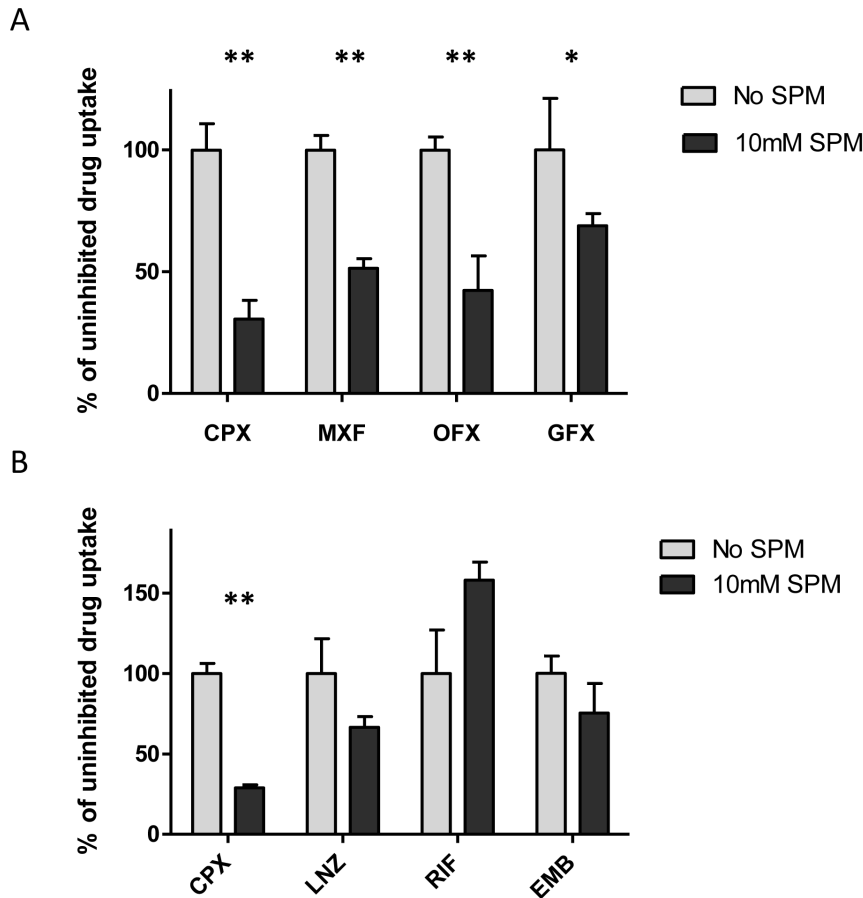 A
** ** ** *
% of uninhibited drug uptake
100
50
0
CPX MXF OFX GFX
No SPM
10mM SPM
B
**
% of uninhibited drug uptake
150
100
50
0
CPX LNZ RIF EMB
No SPM
10mM SPM